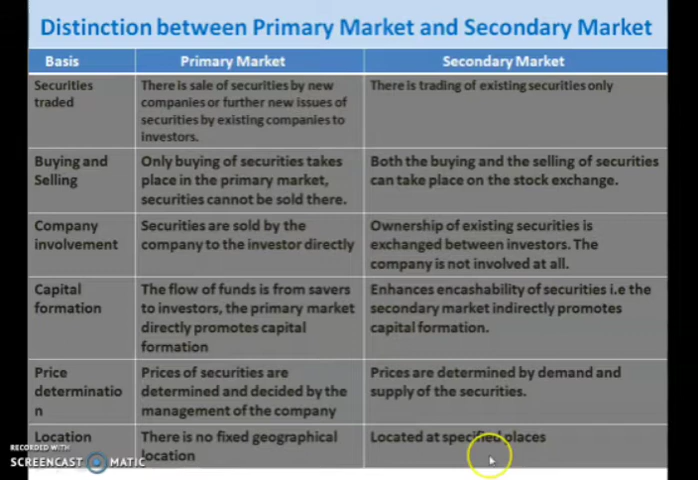 Distinction between Primary Market and Secondary Market
Basis Primary Market Secondary Market
Securities
traded
There is sale of securities by new
companies or further new issues of
securities by existing companies to
investors.
There is trading of existing securities only
Buying and
Selling
Only buying of securities takes
place in the primary market,
securities cannot be sold there.
Both the buying and the selling of securities
can take place on the stock exchange.
Company
involvement
Securities are sold by the
company to the investor directly
Ownership of existing securities is
exchanged between investors. The
company is not involved at all.
Capital
formation
The flow of funds is from savers
to investors, the primary market
directly promotes capital
formation
Enhances encashability of securities i.e the
secondary market indirectly promotes
capital formation.
Price
determinatio
n
Prices of securities are
determined and decided by the
management of the company
Prices are determined by demand and
supply of the securities.
Location
There is no fixed geographical
location
Located at specified places
RECORDED WITH
SCREENCAST MATIC